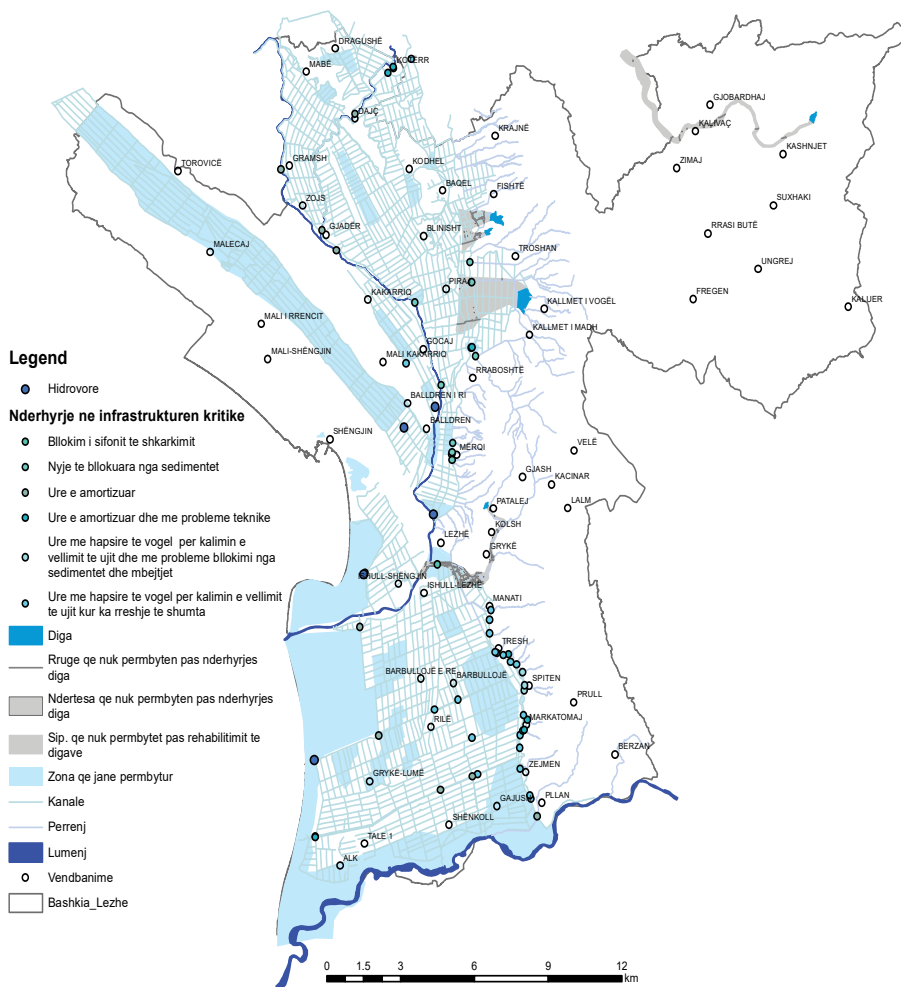 DRAGUSHË
KOTERR
MABË
GJOBARDHAJ
DAJÇ
KRAJNË
KALIVAÇ
KASHNJET
TOROVICË
GRAMSH
KODHEL
ZIMAJ
BAQEL
FISHTË
ZOJS
SUXHAKI
GJADËR
BLINISHT
RRASI BUTË
MALECAJ
TROSHAN
UNGREJ
PIRAJ
KAKARRIQ
KALLMET I VOGËL
FREGEN
KALUER
MALI I RRENCIT
KALLMET I MADH
GOCAJ
MALI-SHËNGJIN
MALI KAKARRIQ
RRABOSHTË
BALLDREN I RI
BALLDREN
SHËNGJIN
MËRQI
VELË
GJASH
KACINAR
PATALEJ
LALM
KOLSH
LEZHË
GRYKË
ISHULL-SHËNGJIN
ISHULL-LEZHË
MANATI
TRESH
BARBULLOJË E RE
BARBULLOJË
SPITEN
PRULL
RILË
MARKATOMAJ
BERZAN
ZEJMEN
GRYKË-LUMË
GAJUSH
PLLAN
SHËNKOLL
TALE 1
ALK
Legend
Hidrovore
Nderhyrje ne infrastrukturen kritike
Bllokim i sifonit te shkarkimit
Nyje te bllokuara nga sedimentet
Ure e amortizuar
Ure e amortizuar dhe me probleme teknike
Ure me hapsire te vogel per kalimin e
vellimit te ujit dhe me probleme bllokimi nga
sedimentet dhe mbejtjet
Ure me hapsire te vogel per kalimin e vellimit
te ujit kur ka rreshje te shumta
Diga
Rruge qe nuk permbyten pas nderhyrjes
diga
Ndertesa qe nuk permbyten pas nderhyrjes
diga
Sip. qe nuk permbytet pas rehabilitimit te
digave
Zona qe jane permbytur
Kanale
Perrenj
Lumenj
Vendbanime
Bashkia_Lezhe
0 1.5 3 6 9 12
km